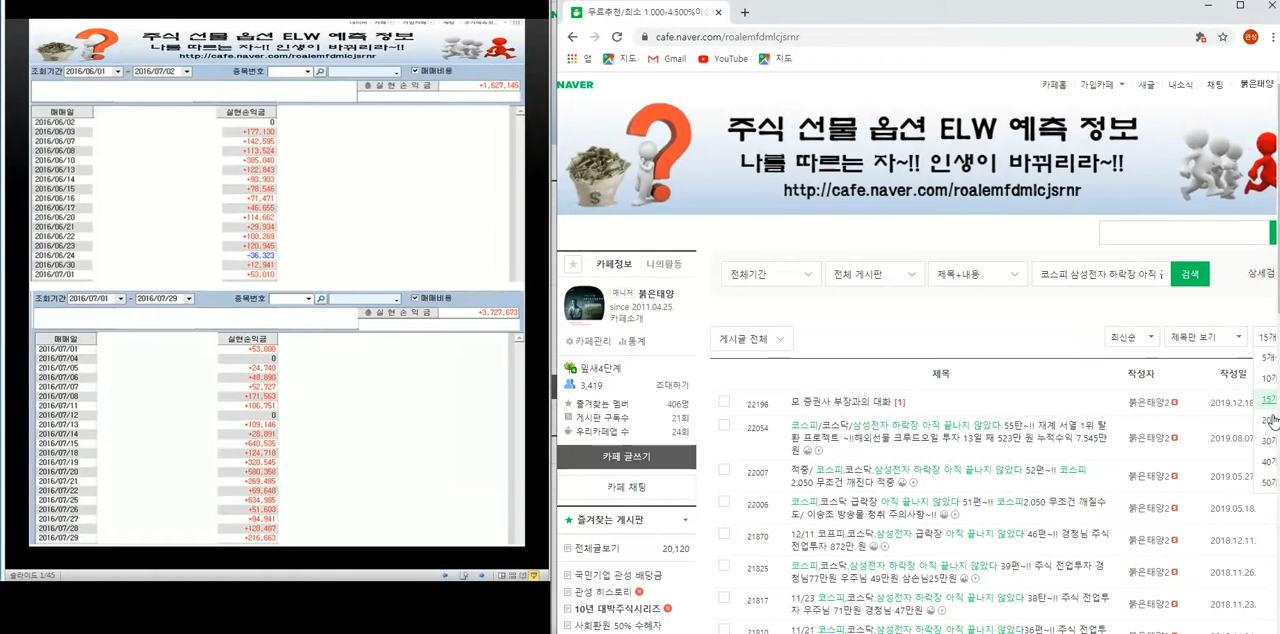 주식 선물 옵션 ELW 예측 정보
나를 따르는 자~!! 인생이 바꿔리라~!!
http://cafe.naver.com/roalemfdmlcjsrnr
조회기간 2016/06/01 ~ 2016/07/02 종목번호 매매비용
총 실 현 손 익 금 +1,627,145
매매일 실현손익금
2016/06/02 0
2016/06/03 +177,130
2016/06/07 +142,595
2016/06/08 +113,524
2016/06/10 +385,040
2016/06/13 +122,843
2016/06/14 +93,903
2016/06/15 +78,546
2016/06/16 +71,471
2016/06/17 +46,655
2016/06/20 +114,662
2016/06/21 +29,934
2016/06/22 +100,269
2016/06/23 +120,945
2016/06/24 -36,323
2016/06/30 +12,941
2016/07/01 +53,010
조회기간 2016/07/01 ~ 2016/07/29 종목번호 매매비용
총 실 현 손 익 금 +3,727,673
매매일 실현손익금
2016/07/01 +53,000
2016/07/04 0
2016/07/05 +24,740
2016/07/06 +48,890
2016/07/07 +52,727
2016/07/08 +171,563
2016/07/11 +106,751
2016/07/12 0
2016/07/13 +109,146
2016/07/14 +28,891
2016/07/15 +640,535
2016/07/18 +124,718
2016/07/19 +320,545
2016/07/20 +580,358
2016/07/21 +269,485
2016/07/22 +69,648
2016/07/25 +634,985
2016/07/26 +51,603
2016/07/27 +94,941
2016/07/28 +128,487
2016/07/29 +216,663
슬라이드 1/45
무료추천/최소 1.000-4.500%이
cafe.naver.com/roalemfdmlcjsrnr
관성
앱 지도 Gmail YouTube 지도
NAVER 카페홈 가입카페 새글 내소식 채팅 붉은태양
주식 선물 옵션 ELW 예측 정보
나를 따르는 자~!! 인생이 바꿔리라~!!
http://cafe.naver.com/roalemfdmlcjsrnr
카페정보 나의활동
매니저 붉은태양
since 2011.04.25.
카페소개
카페관리 통계
잎새4단계
3,419 초대하기
즐겨찾는 멤버 406명
게시판 구독수 21회
우리카페앱 수 24회
카페 글쓰기
카페 채팅
즐겨찾는 게시판
전체글보기 20,120
국민기업 관성 배당금
관성 히스토리
10년 대박주식시리즈
사회환원 50% 수혜자
전체기간 전체 게시판 제목+내용 코스피 삼성전자 하락장 아직 검색 상세검
게시글 전체 최신순 제목만 보기 15개
5개
10개
15개
20
30개
40개
50개
제목 작성자 작성일
22196 모 증권사 부장과의 대화 [1] 붉은태양2 2019.12.18
22054 코스피/코스닥/삼성전자 하락장 아직 끝나지 않았다 55탄~!! 재계 서열 1위 탈
환 프로젝트 ~!!해외선물 크루드오일 투자 13일 째 523만 원 누적수익 7.545만
원 붉은태양2 2019.08.07
22007 적중/ 코스피,코스닥,삼성전자 하락장 아직 끝나지 않았다 52편~!! 코스피
2.050 무조건 깨진다 적중 붉은태양2 2019.05.27
22006 코스피,코스닥 급락장 아직 끝나지 않았다 51편~!! 코스피2.050 무조건 깨질수
도/ 이승조 방송물 청취 주의사항~!! 붉은태양2 2019.05.18.
21870 12/11 코프피,코스닥,삼성전자 급락장 아직 끝나지 않았다 46편~!! 경정님 주식
전업투자 872만 원 붉은태양2 2018.12.11.
21825 코스피,코스닥,삼성전자 하락장 아직 끝나지 않았다 39편~!! 주식 전업투자 경
정님77만원 우주님 49만원 삼손님25만원 붉은태양2 2018.11.26.
21817 11/23 코스피,코스닥,삼성전자 하락장 아직 끝나지 않았다 38탄~!! 주식 전업투
자 우주님 71만원 경정님 47만원 붉은태양2 2018.11.23.
21810 11/21 코스피,코스닥,삼성전자 하락장 아직 끝나지 않았다36편~!! 주식 전업투